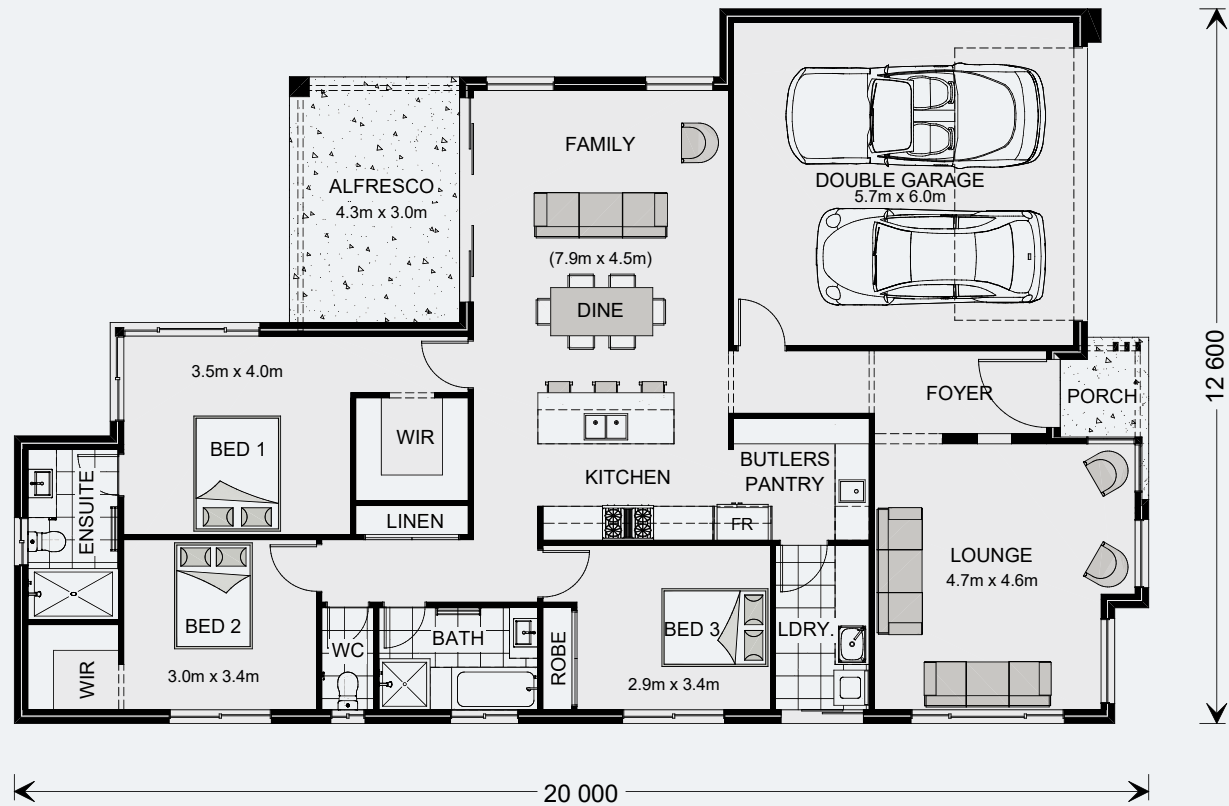 FAMILY
ALFRESCO
4.3m x 3.0m
DOUBLE GARAGE
5.7m x 6.0m
(7.9m x 4.5m)
DINE
3.5m x 4.0m
BED 1
WIR
FOYER
PORCH
12 600
KITCHEN
BUTLERS
PANTRY
ENSUITE
LINEN
FR
LOUNGE
4.7m x 4.6m
BED 2
3.0m x 3.4m
WIR
WC
BATH
ROBE
BED 3
2.9m x 3.4m
LDRY.
20 000